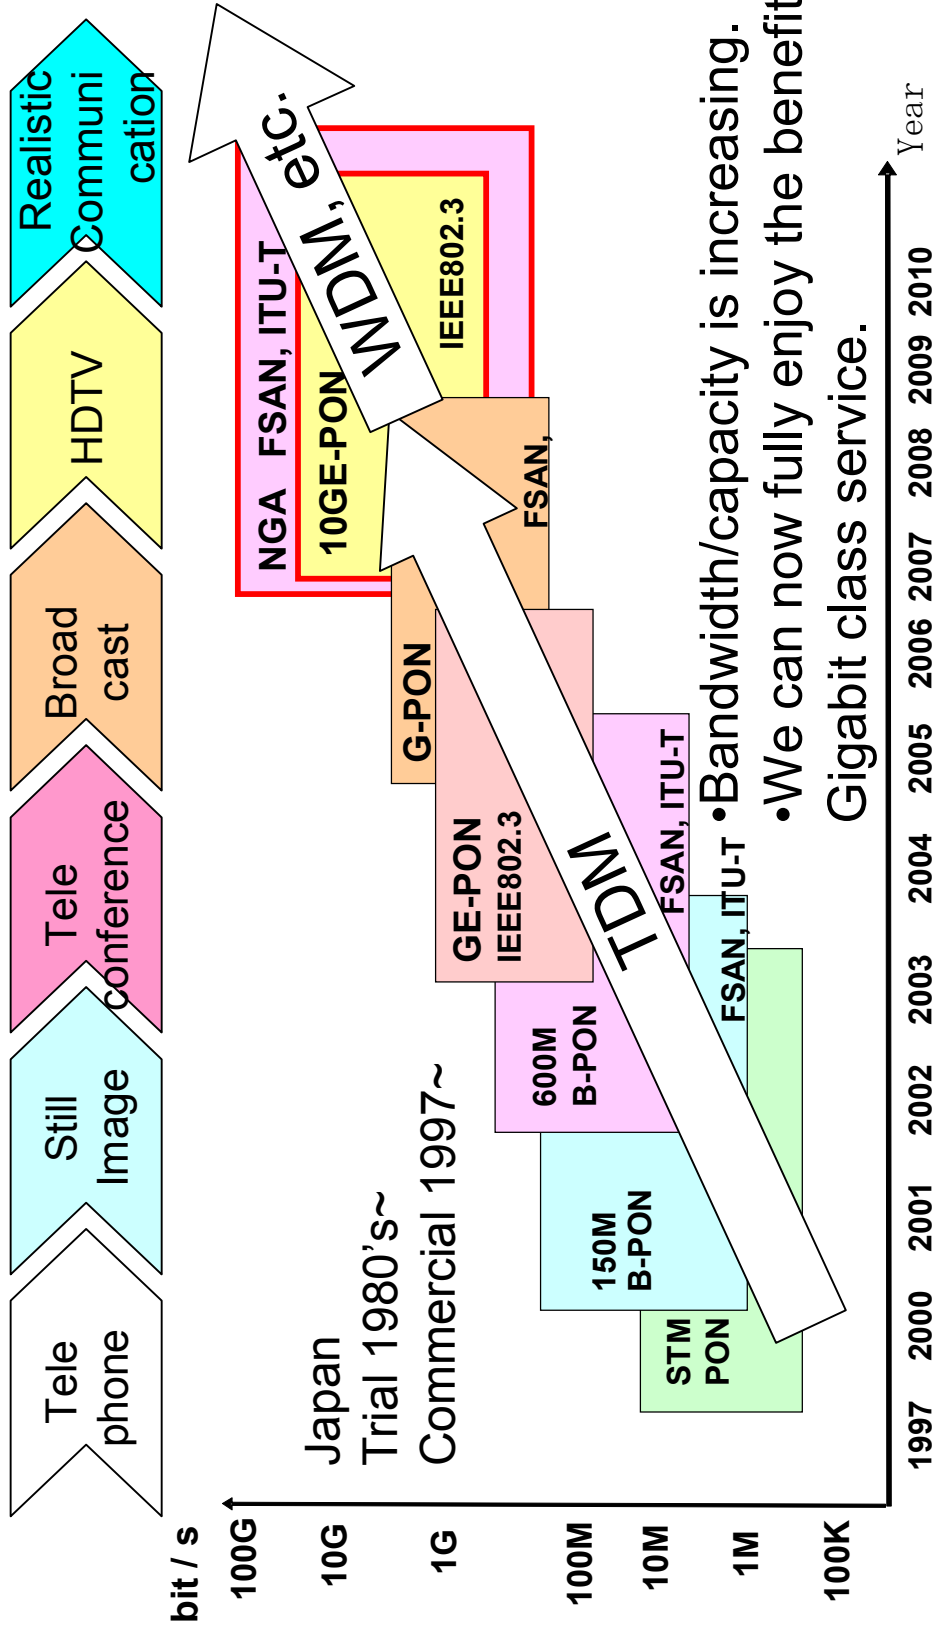 Tele
phone
Still
Image
Tele
conference
Broad
cast
HDTV
Realistic
Communi
cation
bit / s
100G
10G
1G
100M
10M
1M
100K
Japan
Trial 1980's~
Commercial 1997~
STM
PON
150M
B-PON
FSAN, ITU-T
600M
B-PON
FSAN, ITU-T
GE-PON
IEEE802.3
G-PON
FSAN,
NGA FSAN, ITU-T
10GE-PON
IEEE802.3
TDM
WDM, etc.
•Bandwidth/capacity is increasing.
•We can now fully enjoy the benefit
Gigabit class service.
1997 2000 2001 2002 2003 2004 2005 2006 2007 2008 2009 2010
Year